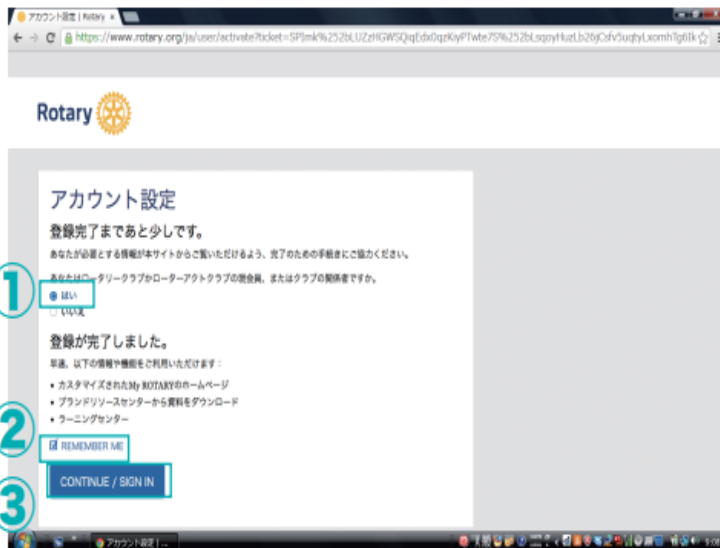 アカウント設定 | Rotary
https://www.rotary.org/ja/user/activate?ticket=
Rotary
アカウント設定
登録完了まであと少しです。
あなたが必要とする情報が本サイトからご覧いただけるよう、完了のための手続きにご協力ください。
あなたはロータリークラブかローターアクトクラブの現会員、またはクラブの関係者ですか。
①
はい
いいえ
登録が完了しました。
早速、以下の情報や機能をご利用いただけます：
• カスタマイズされたMy ROTARYのホームページ
• ブランドリソースセンターから資料をダウンロード
• ラーニングセンター
②
REMEMBER ME
③
CONTINUE / SIGN IN
アカウント設定 | ...